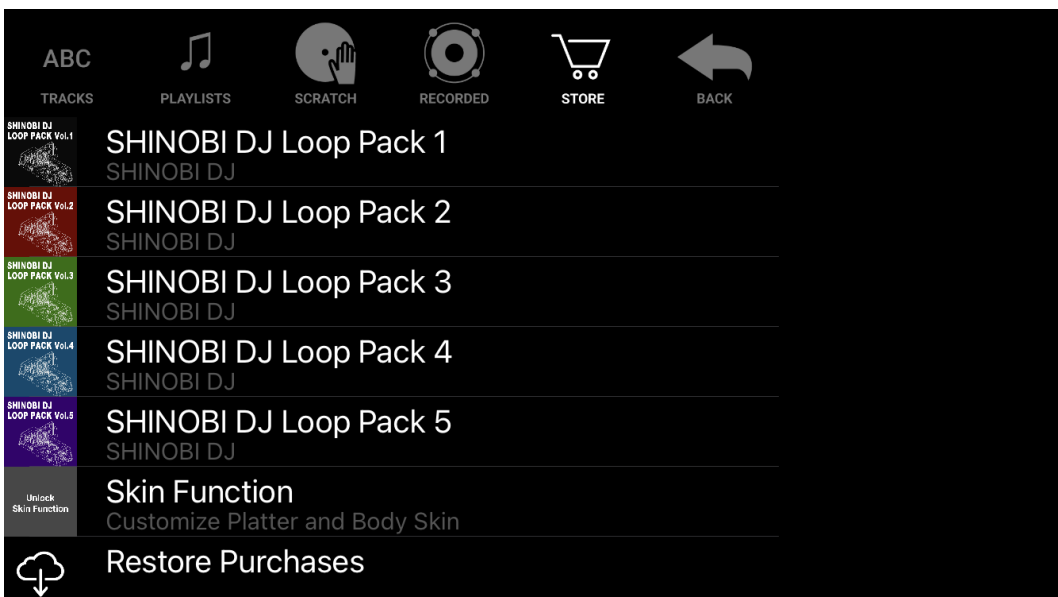 ABC
TRACKS
PLAYLISTS
SCRATCH
RECORDED
STORE
BACK
SHINOBI DJ
LOOP PACK Vol.1
SHINOBI DJ Loop Pack 1
SHINOBI DJ
SHINOBI DJ
LOOP PACK Vol.2
SHINOBI DJ Loop Pack 2
SHINOBI DJ
SHINOBI DJ
LOOP PACK Vol.3
SHINOBI DJ Loop Pack 3
SHINOBI DJ
SHINOBI DJ
LOOP PACK Vol.4
SHINOBI DJ Loop Pack 4
SHINOBI DJ
SHINOBI DJ
LOOP PACK Vol.5
SHINOBI DJ Loop Pack 5
SHINOBI DJ
Unlock
Skin Function
Skin Function
Customize Platter and Body Skin
Restore Purchases